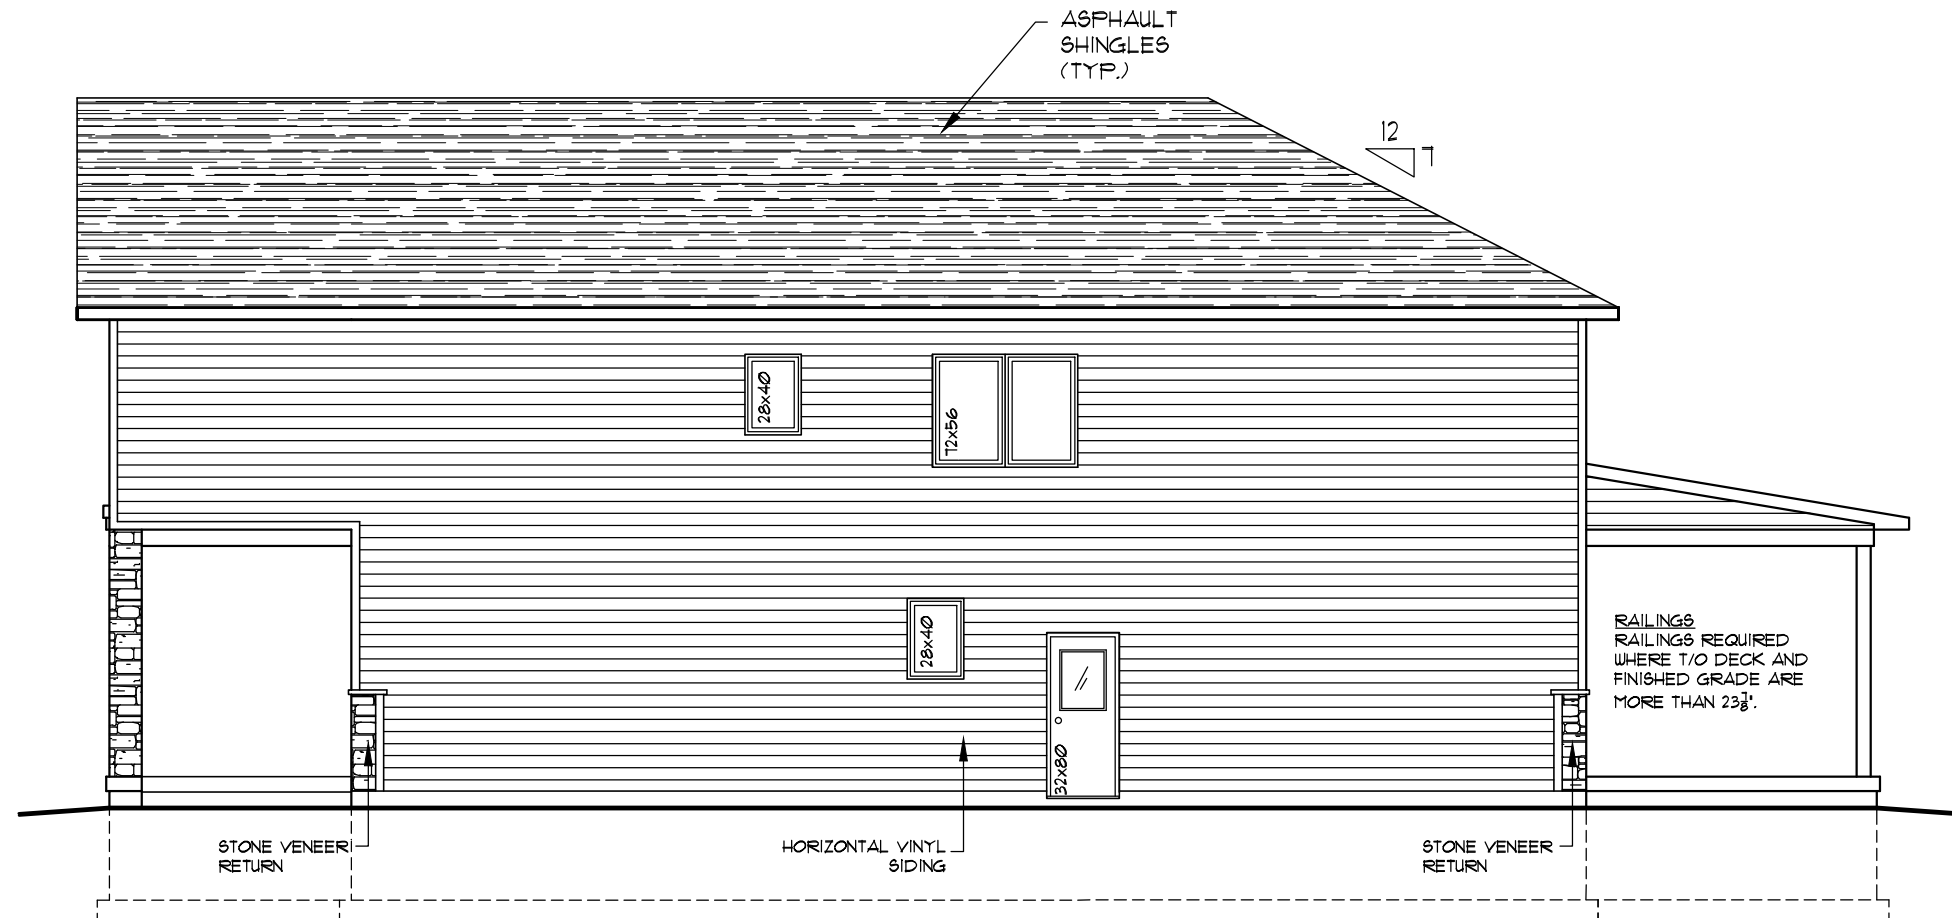 ASPHAULT
SHINGLES
(TYP.)
12
7
28x40
72x56
28x40
32x80
RAILINGS
RAILINGS REQUIRED
WHERE T/O DECK AND
FINISHED GRADE ARE
MORE THAN 23⅞".
STONE VENEER
RETURN
HORIZONTAL VINYL
SIDING
STONE VENEER
RETURN